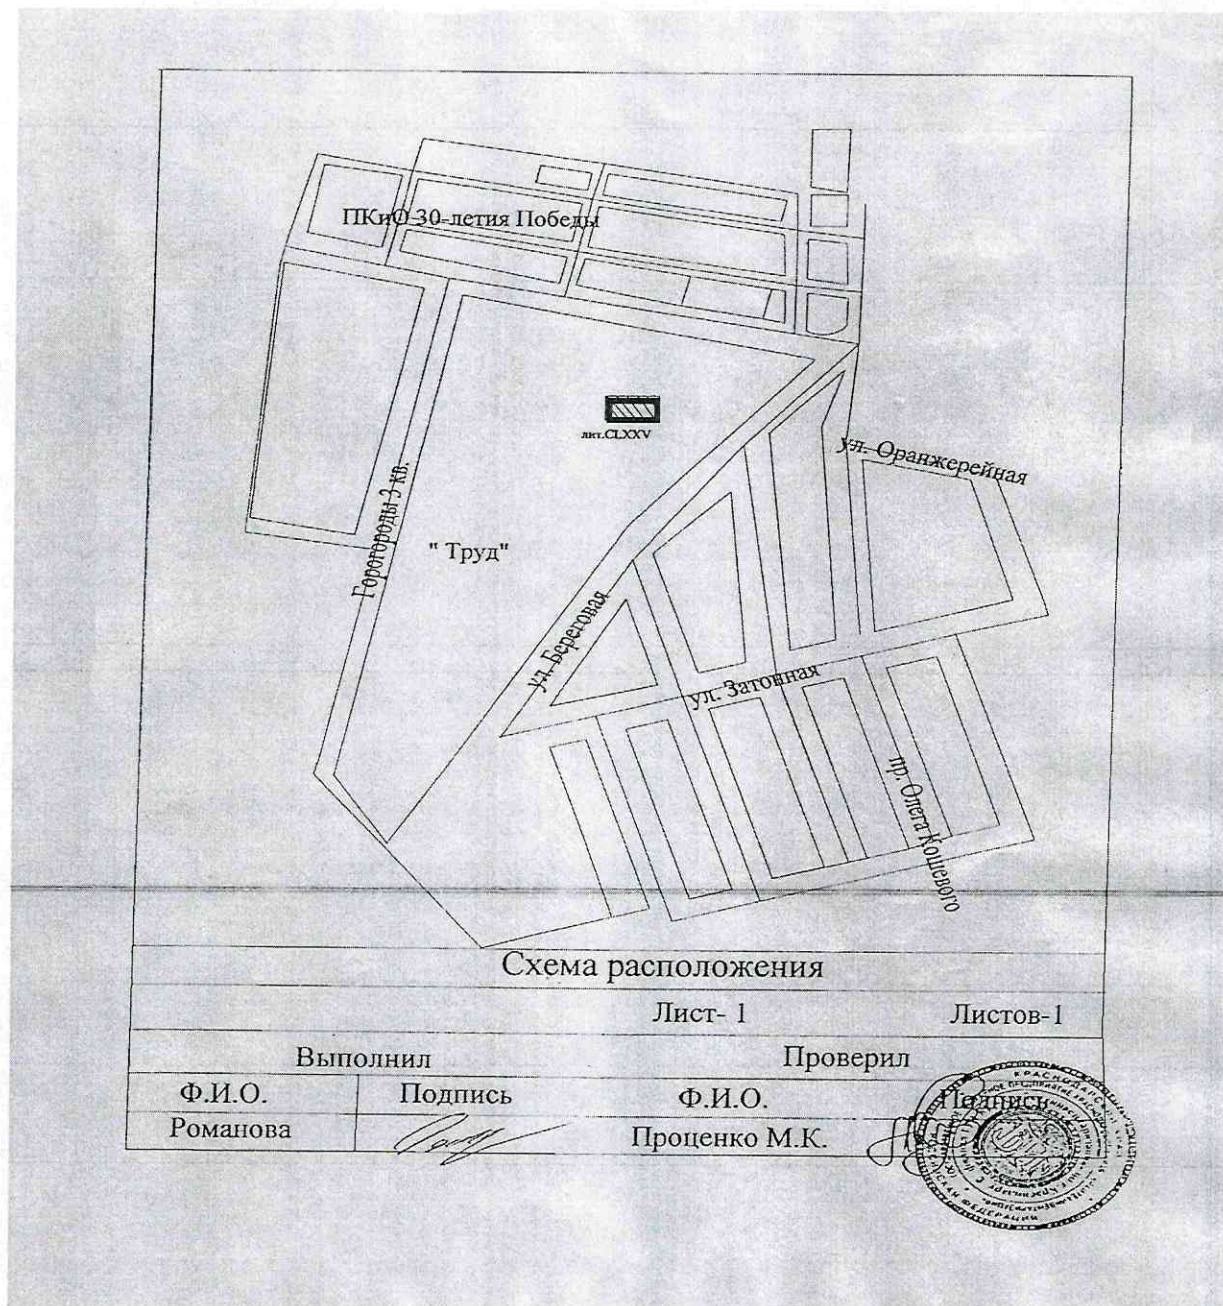 ПКиО 30-летия Победы
лит.CLXXV
ул. Оранжерейная
Горогороды 3 кв.
" Труд"
ул. Береговая
ул. Затонная
пр. Олега Кошевого
Схема расположения
Лист- 1 Листов-1
Выполнил Проверил
Ф.И.О. Подпись Ф.И.О. Подпись
Романова Проценко М.К.